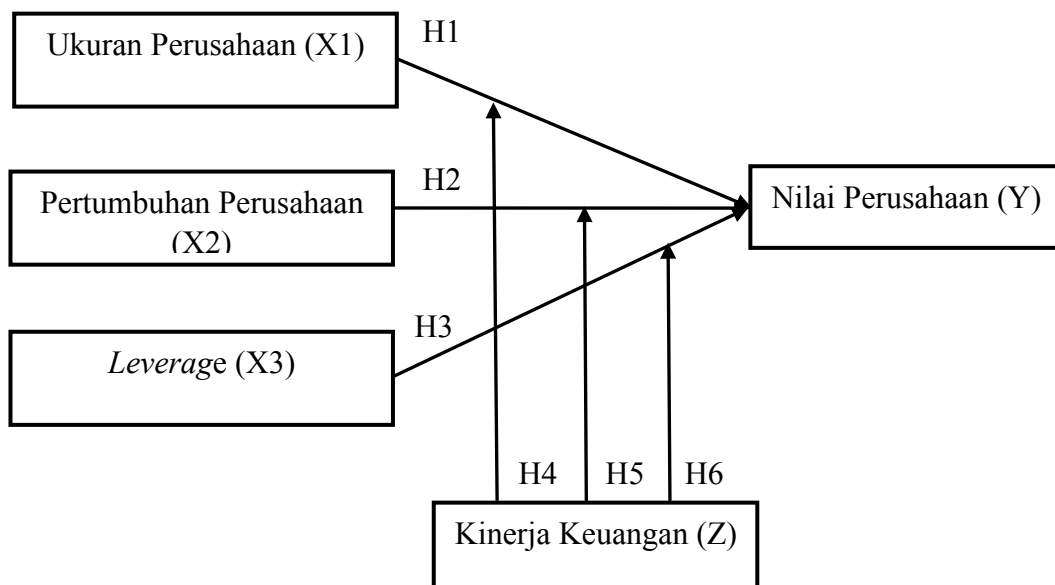 Ukuran Perusahaan (X1)
H1
Pertumbuhan Perusahaan
(X2)
H2
Nilai Perusahaan (Y)
Leverage (X3)
H3
H4
H5
H6
Kinerja Keuangan (Z)